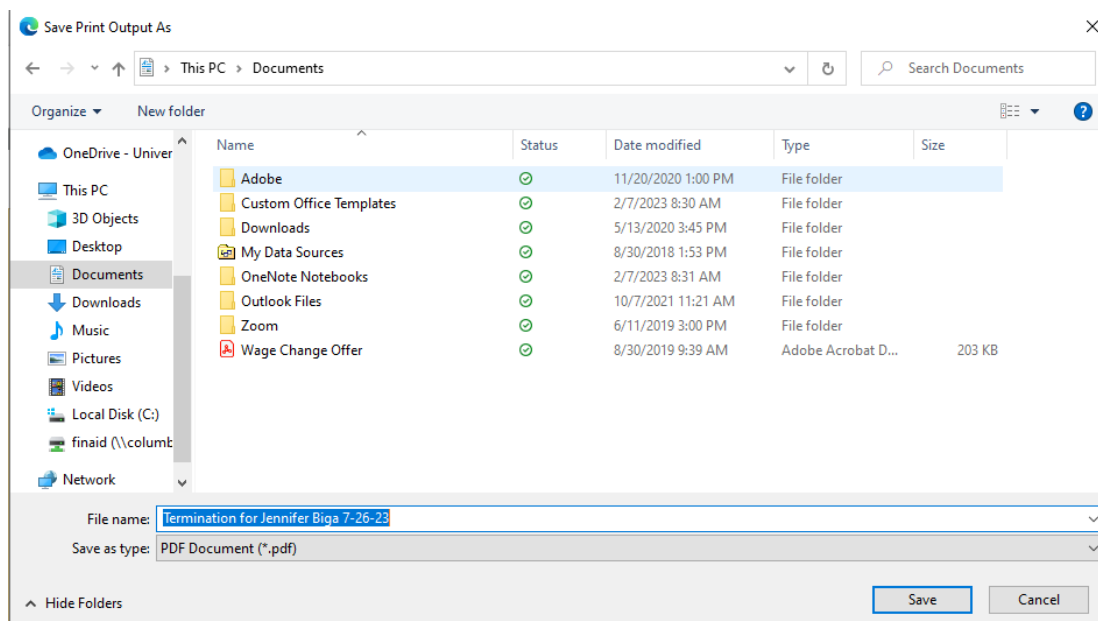 Save Print Output As
This PC > Documents
Search Documents
Organize
New folder
Name Status Date modified Type Size
OneDrive - Univer
This PC
3D Objects
Desktop
Documents
Downloads
Music
Pictures
Videos
Local Disk (C:)
finaid (\\columb
Network
Adobe 11/20/2020 1:00 PM File folder
Custom Office Templates 2/7/2023 8:30 AM File folder
Downloads 5/13/2020 3:45 PM File folder
My Data Sources 8/30/2018 1:53 PM File folder
OneNote Notebooks 2/7/2023 8:31 AM File folder
Outlook Files 10/7/2021 11:21 AM File folder
Zoom 6/11/2019 3:00 PM File folder
Wage Change Offer 8/30/2019 9:39 AM Adobe Acrobat D... 203 KB
File name: Termination for Jennifer Biga 7-26-23
Save as type: PDF Document (*.pdf)
Hide Folders
Save
Cancel